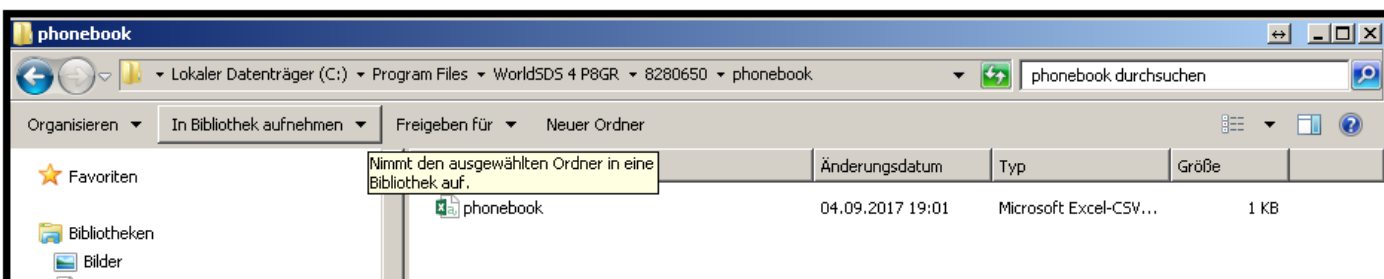 phonebook
Lokaler Datenträger (C:) Program Files WorldSDS 4 P8GR 8280650 phonebook
phonebook durchsuchen
Organisieren In Bibliothek aufnehmen Freigeben für Neuer Ordner
Nimmt den ausgewählten Ordner in eine
Bibliothek auf.
Änderungsdatum Typ Größe
Favoriten
phonebook 04.09.2017 19:01 Microsoft Excel-CSV... 1 KB
Bibliotheken
Bilder